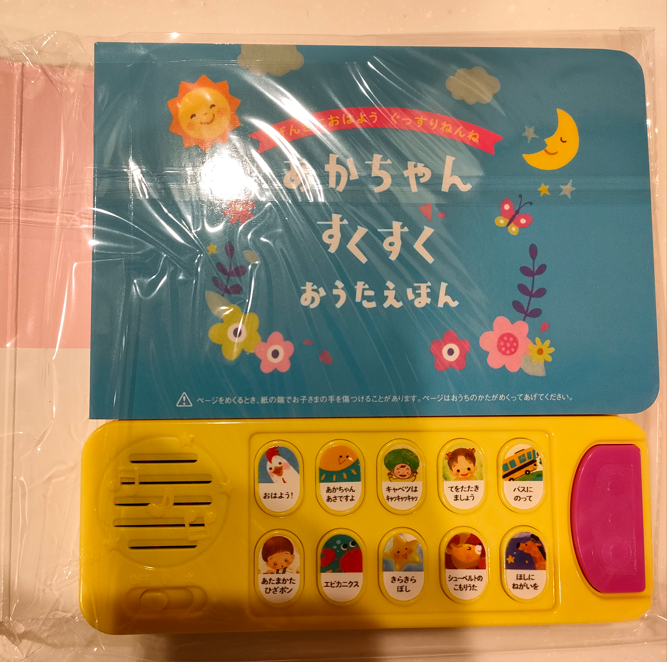 げんきにおはよう ぐっすりねんね
あかちゃん
すくすく
おうたえほん
ページをめくるとき、紙の端でお子さまの手を傷つけることがあります。ページはおうちのかたがめくってあげてください。
おはよう!
あかちゃん
あさですよ
キャベツは
キャッキャッキャッ
てをたたき
ましょう
バスに
のって
あたまかた
ひざポン
エビカニクス
きらきら
ぼし
シューベルトの
こもりうた
ほしに
ねがいを